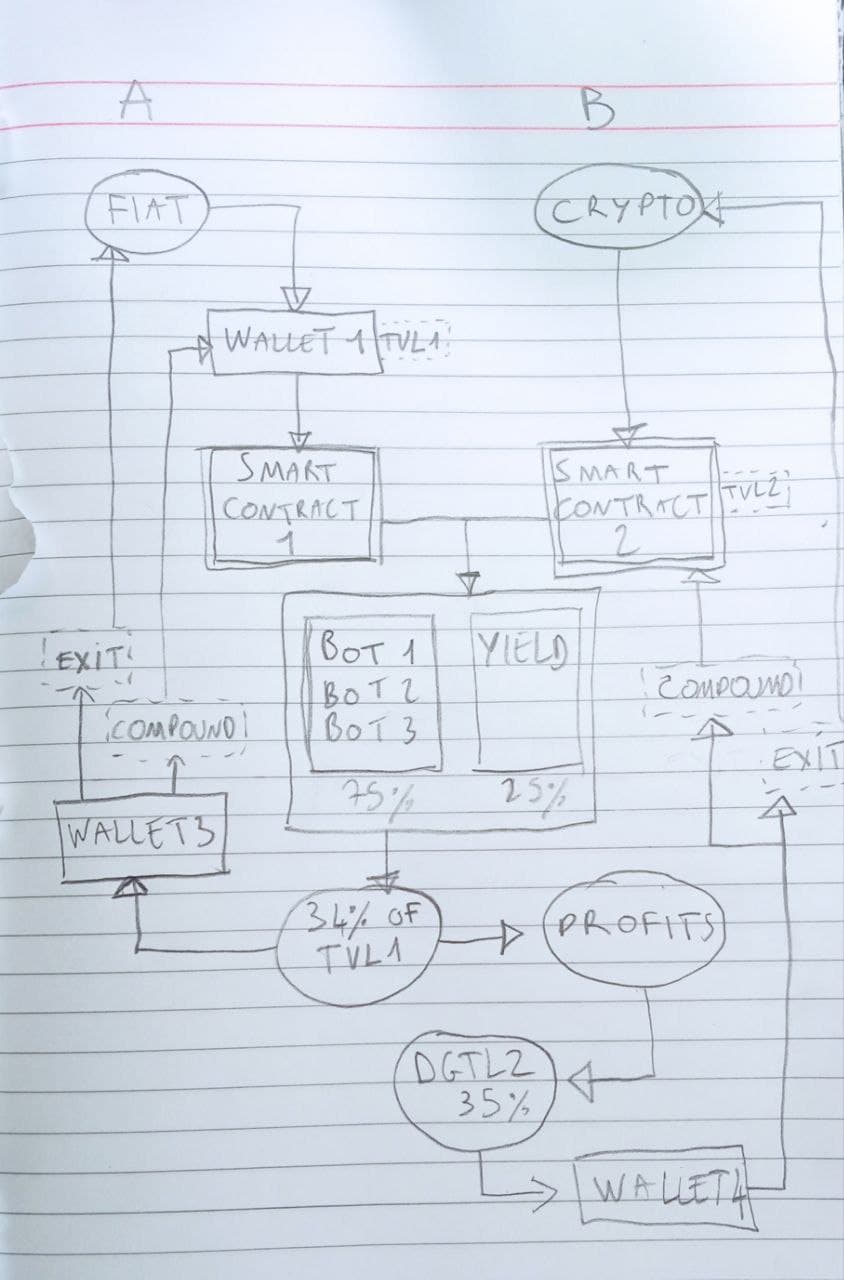 A
B
FIAT
CRYPTO
WALLET 1
TVL1
SMART
CONTRACT
1
SMART
CONTRACT
2
TVL2
BOT 1
BOT 2
BOT 3
YIELD
75%
25%
EXIT
COMPOUND
COMPOUND
EXIT
WALLET3
34% OF
TVL1
PROFITS
DGTL2
35%
WALLET4